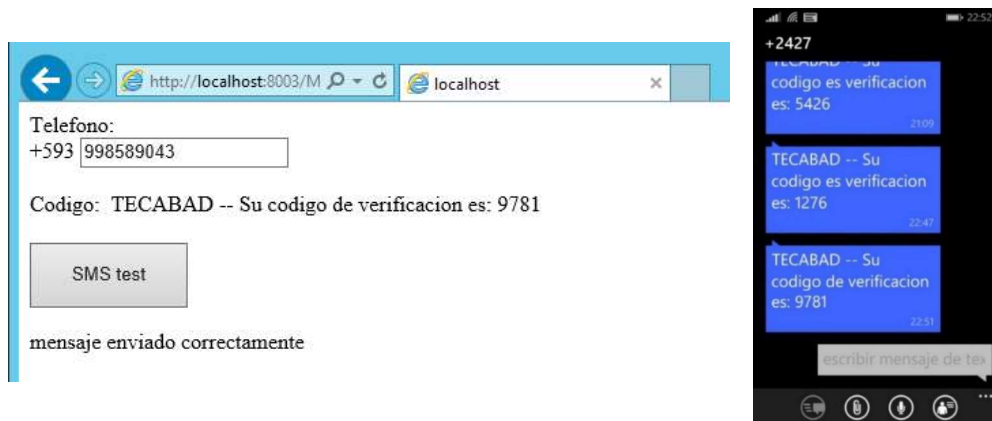 http://localhost:8003/M
localhost
Telefono:
+593 998589043
Codigo: TECABAD -- Su codigo de verificacion es: 9781
SMS test
mensaje enviado correctamente
22:52
+2427
TECABAD -- Su
codigo es verificacion
es: 5426
21:09
TECABAD -- Su
codigo es verificacion
es: 1276
22:47
TECABAD -- Su
codigo de verificacion
es: 9781
22:51
escribir mensaje de tex